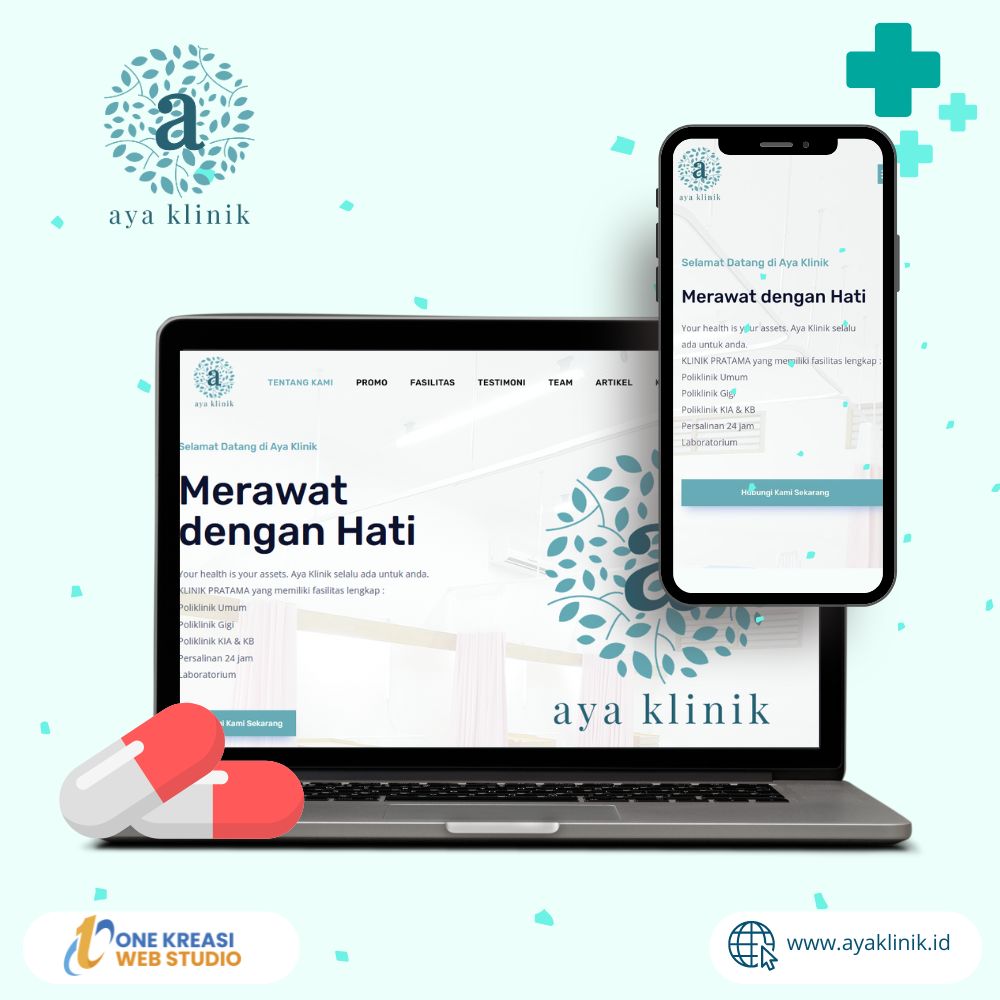 a
aya klinik
a
aya klinik
Selamat Datang di Aya Klinik
Merawat dengan Hati
Your health is your assets. Aya Klinik selalu
ada untuk anda.
KLINIK PRATAMA yang memiliki fasilitas lengkap :
Poliklinik Umum
Poliklinik Gigi
Poliklinik KIA & KB
Persalinan 24 jam
Laboratorium
Hubungi Kami Sekarang
a
aya klinik
TENTANG KAMI PROMO FASILITAS TESTIMONI TEAM ARTIKEL
Selamat Datang di Aya Klinik
Merawat
dengan Hati
Your health is your assets. Aya Klinik selalu ada untuk anda.
KLINIK PRATAMA yang memiliki fasilitas lengkap :
Poliklinik Umum
Poliklinik Gigi
Poliklinik KIA & KB
Persalinan 24 jam
Laboratorium
Kami Sekarang
a
aya klinik
ONE KREASI
WEB STUDIO
www.ayaklinik.id